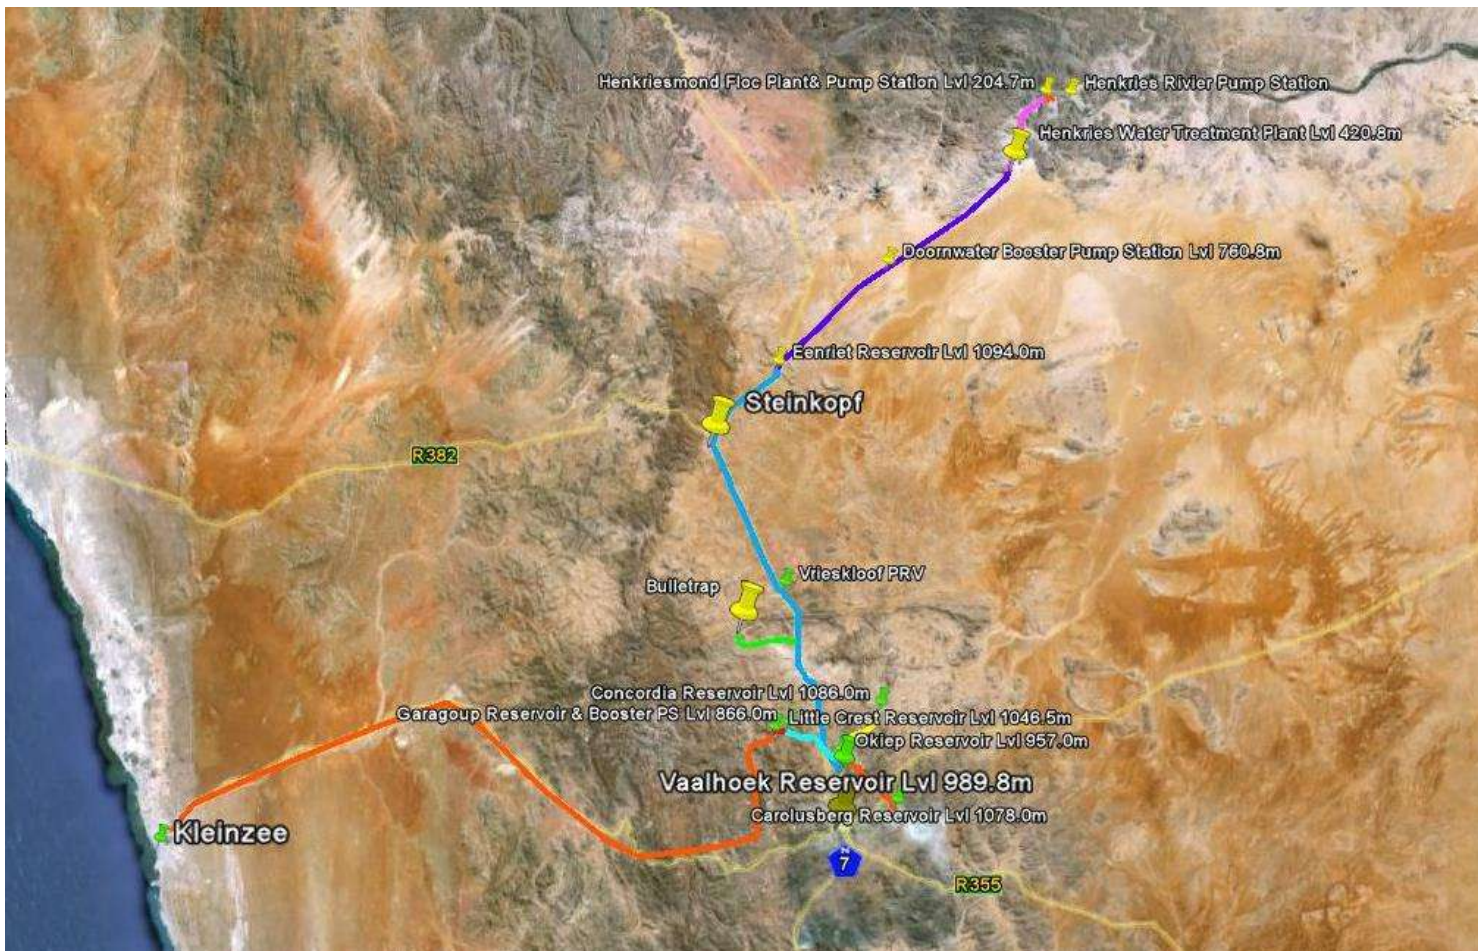 Henkriesmond Floc Plant& Pump Station Lvl 204.7m
Henkries Rivier Pump Station
Henkries Water Treatment Plant Lvl 420.8m
Doornwater Booster Pump Station Lvl 760.8m
Eenriet Reservoir Lvl 1094.0m
Steinkopf
R382
Vrieskloof PRV
Bulletrap
Concordia Reservoir Lvl 1086.0m
Garagoup Reservoir & Booster PS Lvl 866.0m
Little Crest Reservoir Lvl 1046.5m
Okiep Reservoir Lvl 957.0m
Vaalhoek Reservoir Lvl 989.8m
Carolusberg Reservoir Lvl 1078.0m
Kleinzee
N
7
R355